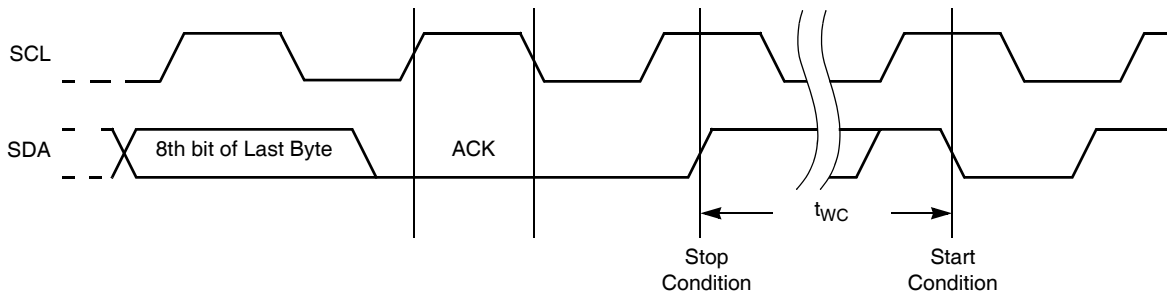 SCL
SDA
8th bit of Last Byte
ACK
tWC
Stop
Condition
Start
Condition